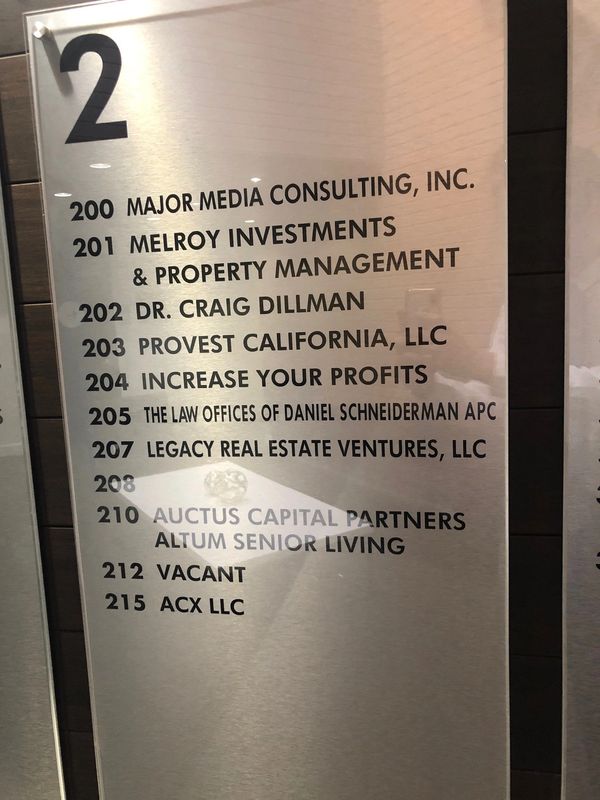 2
200 MAJOR MEDIA CONSULTING, INC.
201 MELROY INVESTMENTS
& PROPERTY MANAGEMENT
202 DR. CRAIG DILLMAN
203 PROVEST CALIFORNIA, LLC
204 INCREASE YOUR PROFITS
205 THE LAW OFFICES OF DANIEL SCHNEIDERMAN APC
207 LEGACY REAL ESTATE VENTURES, LLC
208
210 AUCTUS CAPITAL PARTNERS
ALTUM SENIOR LIVING
212 VACANT
215 ACX LLC